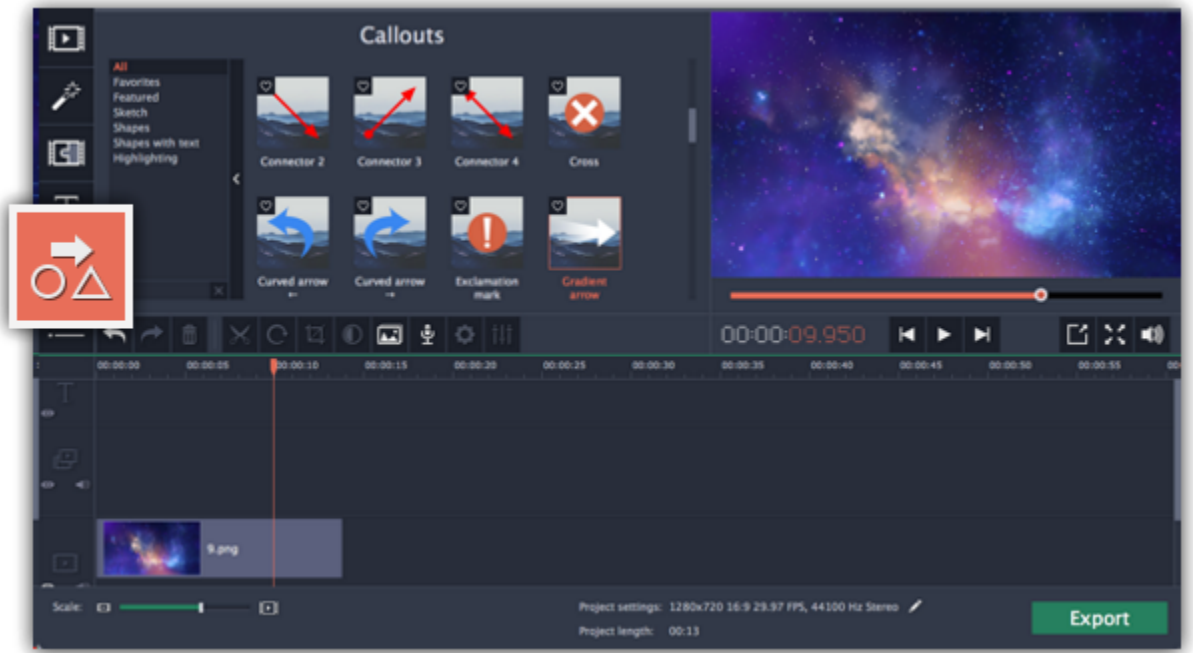 Callouts
All
Favorites
Featured
Sketch
Shapes
Shapes with text
Highlighting
Connector 2
Connector 3
Connector 4
Cross
Curved arrow
←
Curved arrow
→
Exclamation
mark
Gradient
arrow
00:00:09.950
00:00:00
00:00:05
00:00:10
00:00:15
00:00:20
00:00:25
00:00:30
00:00:35
00:00:40
00:00:45
00:00:50
00:00:55
00
9.png
Scale:
Project settings: 1280x720 16:9 29.97 FPS, 44100 Hz Stereo
Project length: 00:13
Export